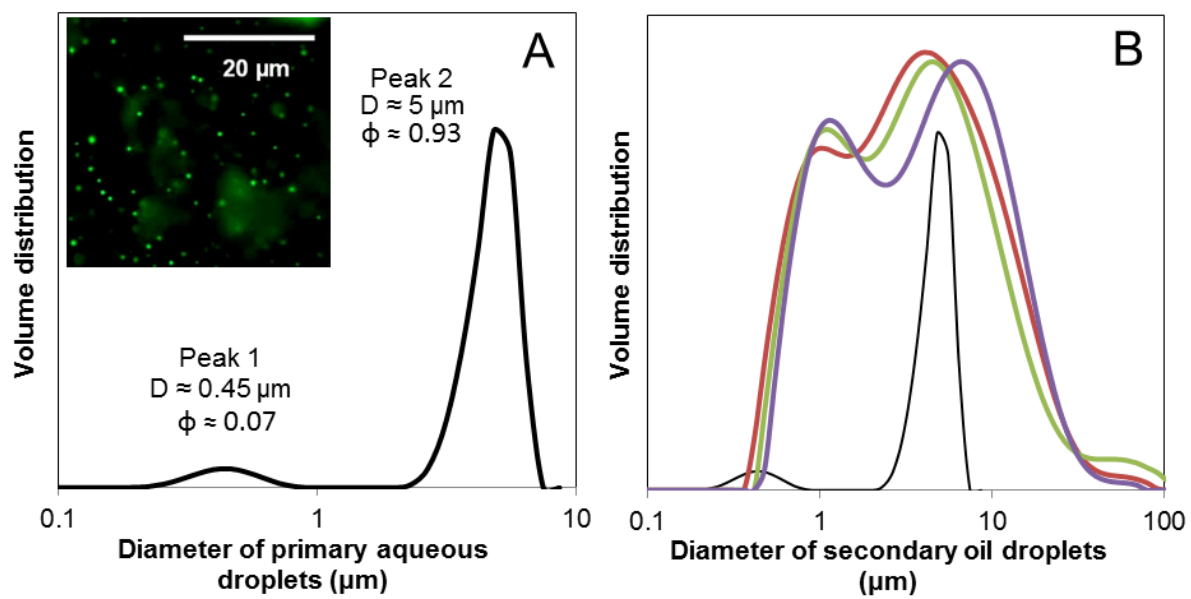 A
20 µm
Peak 2
D ≈ 5 µm
ϕ ≈ 0.93
Peak 1
D ≈ 0.45 µm
ϕ ≈ 0.07
Volume distribution
0.1 1 10
Diameter of primary aqueous
droplets (µm)
B
Volume distribution
0.1 1 10 100
Diameter of secondary oil droplets
(µm)